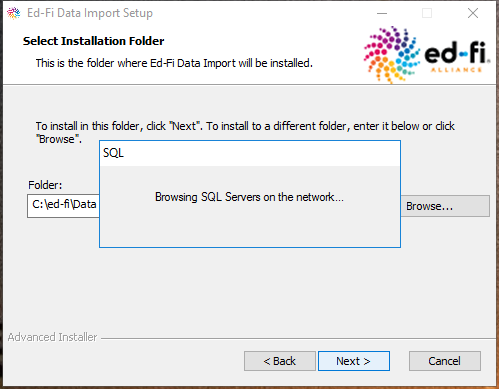 Ed-Fi Data Import Setup
Select Installation Folder
This is the folder where Ed-Fi Data Import will be installed.
ed-fi
ALLIANCE
To install in this folder, click "Next". To install to a different folder, enter it below or click
"Browse".
SQL
Browsing SQL Servers on the network...
Folder:
C:\ed-fi\Data
Browse...
Advanced Installer
< Back
Next >
Cancel